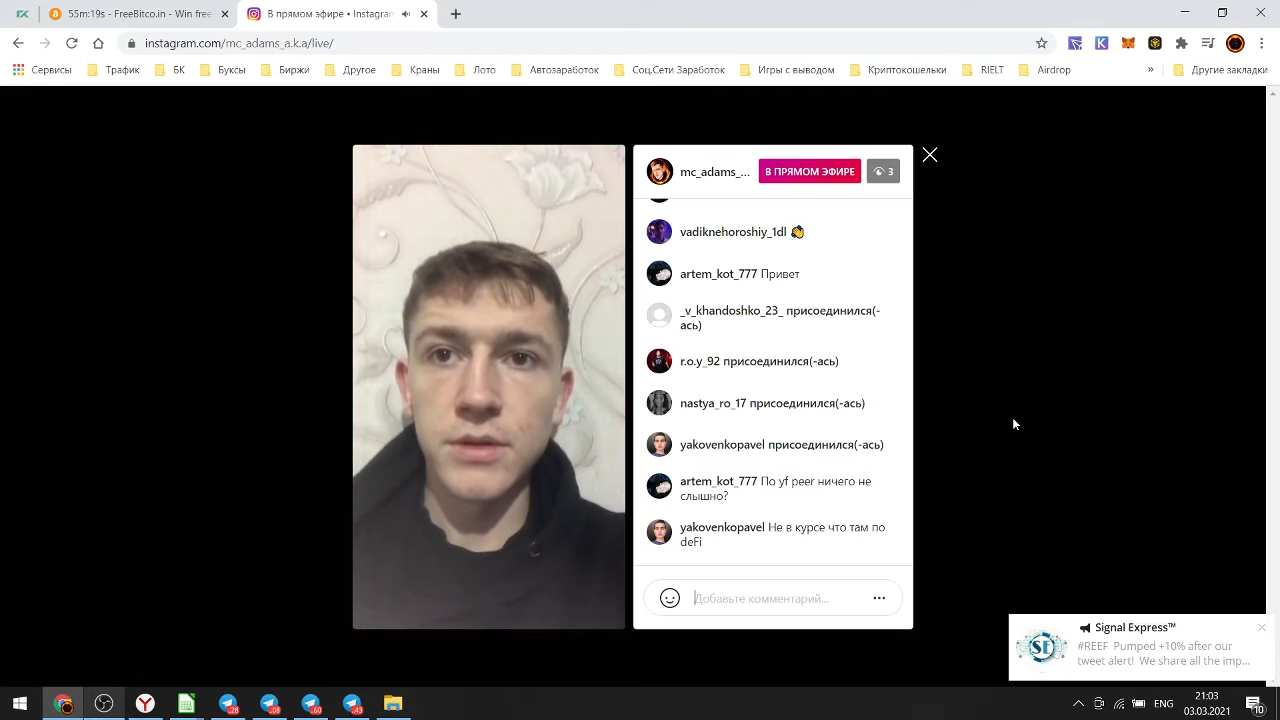 55m:19s - FreeBitco.in - Win free
В прямом эфире • Instagram
instagram.com/mc_adams_a.k.a/live/
Сервисы
Трафик
БК
Буксы
Биржи
Другое
Краны
Лото
Автозаработок
Соц.Сети Заработок
Игры с выводом
Криптокошельки
RIELT
Airdrop
»
Другие закладки
mc_adams_...
В ПРЯМОМ ЭФИРЕ
3
vadiknehoroshiy_1dl 👏
artem_kot_777 Привет
_v_khandoshko_23_ присоединился(-
ась)
r.o.y_92 присоединился(-ась)
nastya_ro_17 присоединился(-ась)
yakovenkopavel присоединился(-ась)
artem_kot_777 По yf peer ничего не
слышно?
yakovenkopavel Не в курсе что там по
deFi
Добавьте комментарий...
Signal Express™
#REEF Pumped +10% after our
tweet alert! We share all the imp...
ENG
21:03
03.03.2021